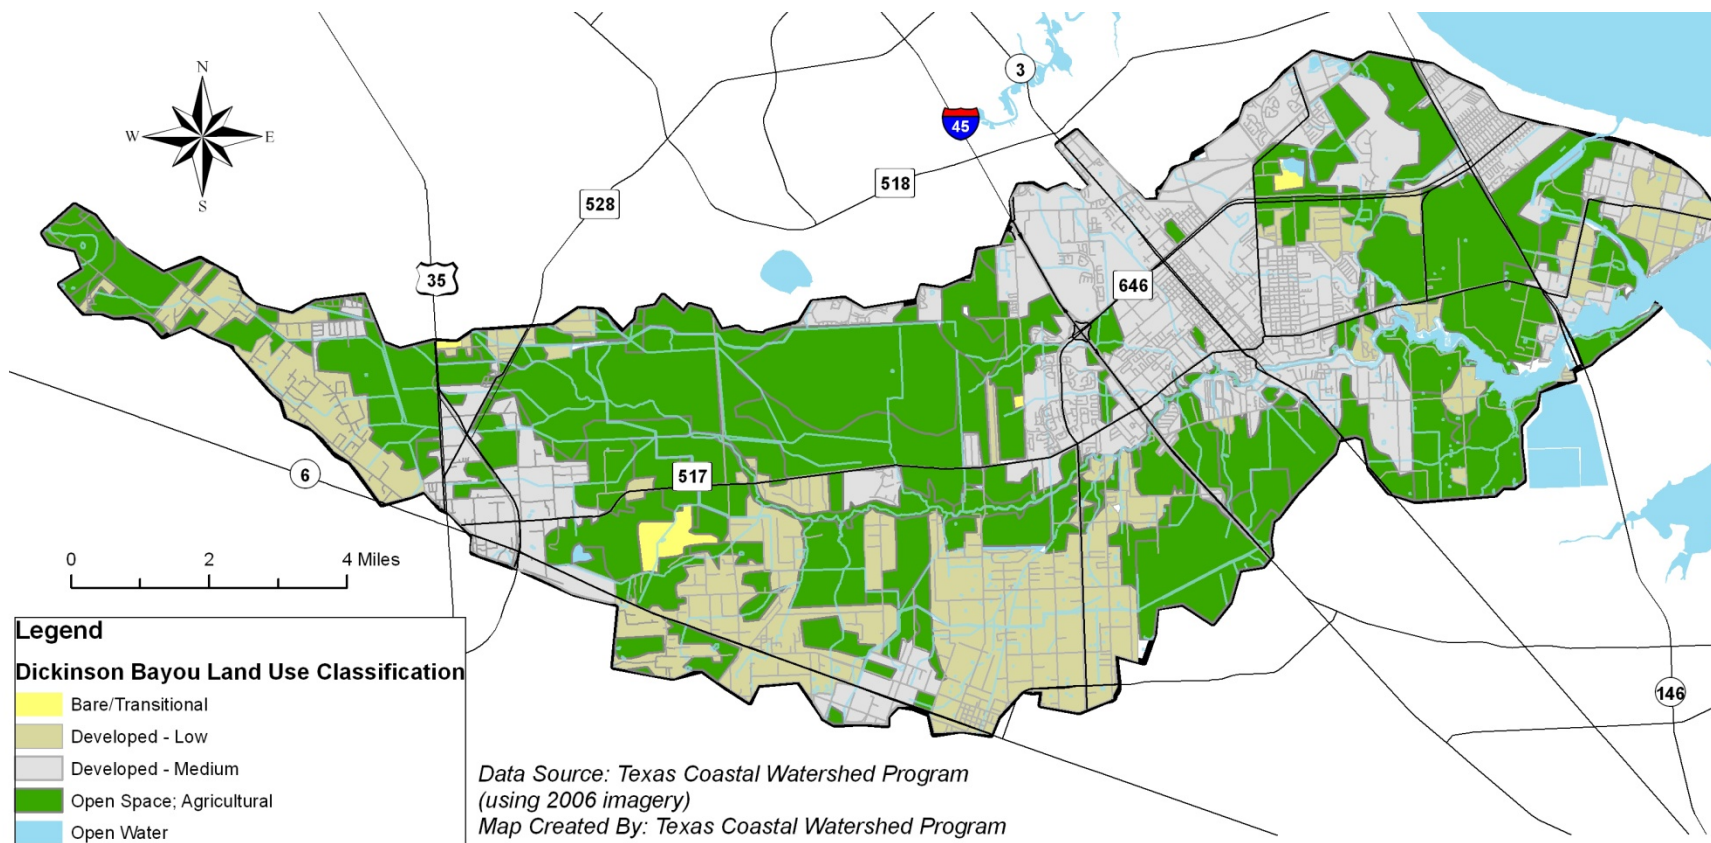 N
W
E
S
3
45
518
528
35
646
517
6
146
0
2
4 Miles
Legend
Dickinson Bayou Land Use Classification
Bare/Transitional
Developed - Low
Developed - Medium
Open Space; Agricultural
Open Water
Data Source: Texas Coastal Watershed Program
(using 2006 imagery)
Map Created By: Texas Coastal Watershed Program